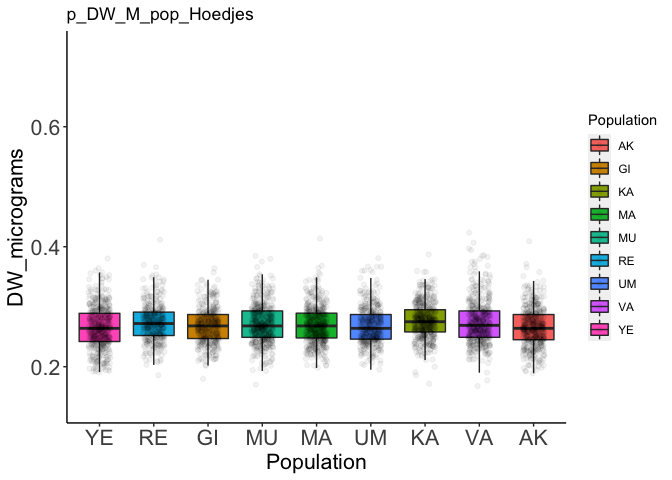 p_DW_M_pop_Hoedjes
DW_micrograms
0.6
0.4
0.2
YE RE GI MU MA UM KA VA AK
Population
Population
AK
GI
KA
MA
MU
RE
UM
VA
YE